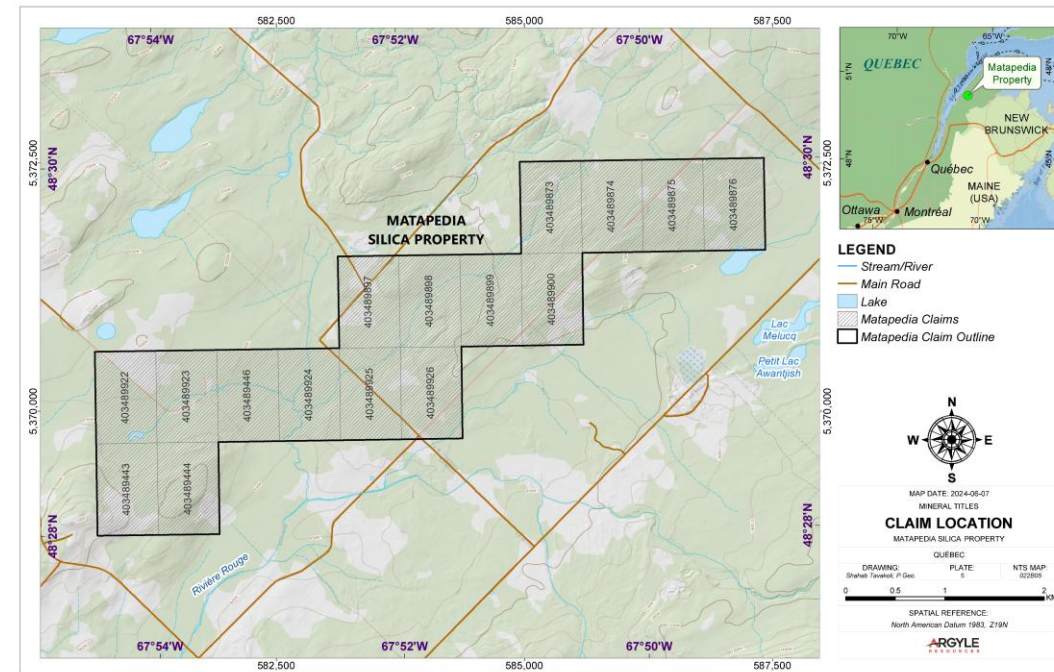 582,500
585,000
587,500
67°54'W
67°52'W
67°50'W
5,372,500
48°30'N
48°30'N
5,372,500
MATAPEDIA
SILICA PROPERTY
403489873
403489874
403489875
403489876
403489897
403489898
403489899
403489900
403489922
403489923
403489446
403489924
403489925
403489926
403489443
403489444
Lac
Melucq
Petit Lac
Awantjish
5,370,000
5,370,000
48°28'N
48°28'N
Rivière Rouge
67°54'W
67°52'W
67°50'W
582,500
585,000
587,500
70°W
65°W
51°N
48°N
QUEBEC
Matapedia
Property
NEW
BRUNSWICK
48°N
45°N
Québec
MAINE
(USA)
Ottawa
75°W
Montréal
70°W
LEGEND
Stream/River
Main Road
Lake
Matapedia Claims
Matapedia Claim Outline
N
W
E
S
MAP DATE: 2024-06-07
MINERAL TITLES
CLAIM LOCATION
MATAPEDIA SILICA PROPERTY
QUÉBEC
DRAWING: PLATE: NTS MAP:
Shahab Tavakoli, P.Geo. 5 022B05
0 0.5 1 2
KM
SPATIAL REFERENCE:
North American Datum 1983, Z19N
ARGYLE
RESOURCES